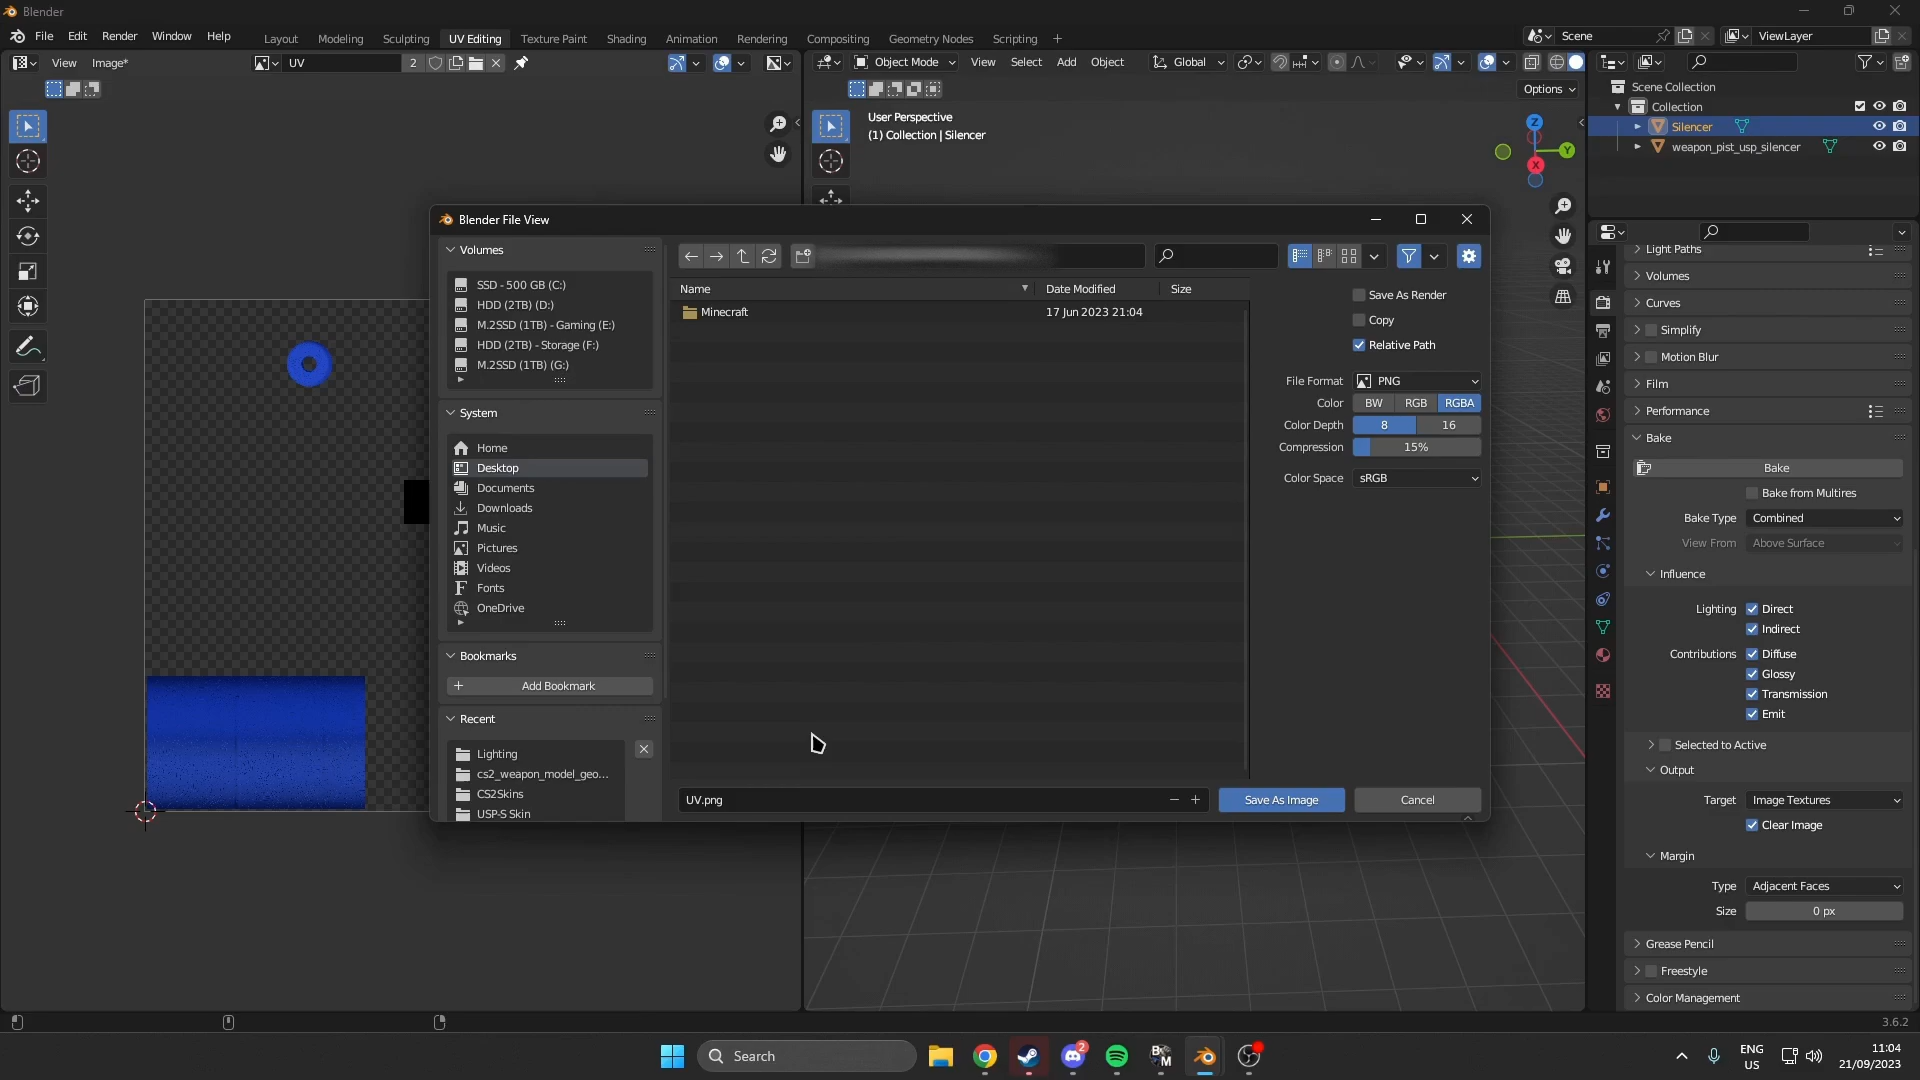 Blender
File Edit Render Window Help
Layout Modeling Sculpting UV Editing Texture Paint Shading Animation Rendering Compositing Geometry Nodes Scripting +
Scene
ViewLayer
View Image*
UV 2
Object Mode View Select Add Object
Global
Options
User Perspective
(1) Collection | Silencer
Z
Y
X
Scene Collection
Collection
Silencer
weapon_pist_usp_silencer
Blender File View
Volumes
SSD - 500 GB (C:)
HDD (2TB) (D:)
M.2SSD (1TB) - Gaming (E:)
HDD (2TB) - Storage (F:)
M.2SSD (1TB) (G:)
System
Home
Desktop
Documents
Downloads
Music
Pictures
Videos
Fonts
OneDrive
Bookmarks
Add Bookmark
Recent
Lighting
cs2_weapon_model_geo...
CS2Skins
USP-S Skin
Name Date Modified Size
Minecraft 17 Jun 2023 21:04
UV.png
Save As Image
Cancel
Save As Render
Copy
Relative Path
File Format PNG
Color BW RGB RGBA
Color Depth 8 16
Compression 15%
Color Space sRGB
Light Paths
Volumes
Curves
Simplify
Motion Blur
Film
Performance
Bake
Bake
Bake from Multires
Bake Type Combined
View From Above Surface
Influence
Lighting Direct
Indirect
Contributions Diffuse
Glossy
Transmission
Emit
Selected to Active
Output
Target Image Textures
Clear Image
Margin
Type Adjacent Faces
Size 0 px
Grease Pencil
Freestyle
Color Management
3.6.2
Search
2
ENG
US
11:04
21/09/2023